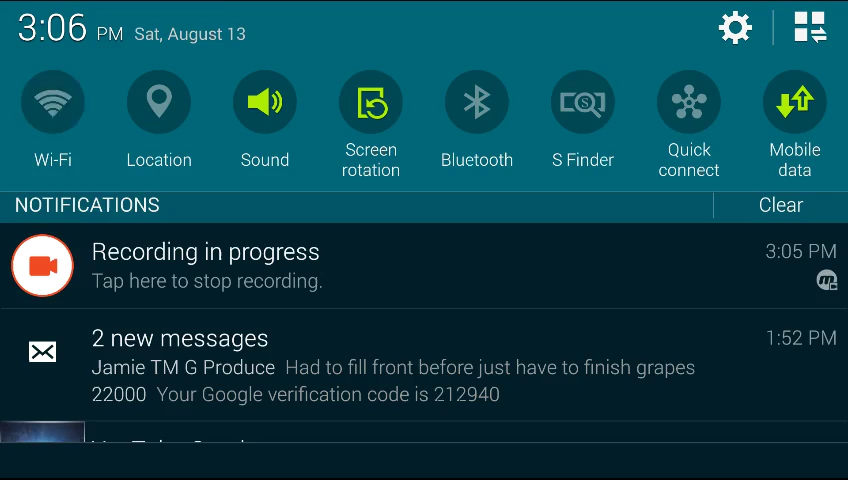 3:06 PM Sat, August 13
Wi-Fi
Location
Sound
Screen
rotation
Bluetooth
S Finder
Quick
connect
Mobile
data
NOTIFICATIONS Clear
Recording in progress 3:05 PM
Tap here to stop recording.
2 new messages 1:52 PM
Jamie TM G Produce Had to fill front before just have to finish grapes
22000 Your Google verification code is 212940